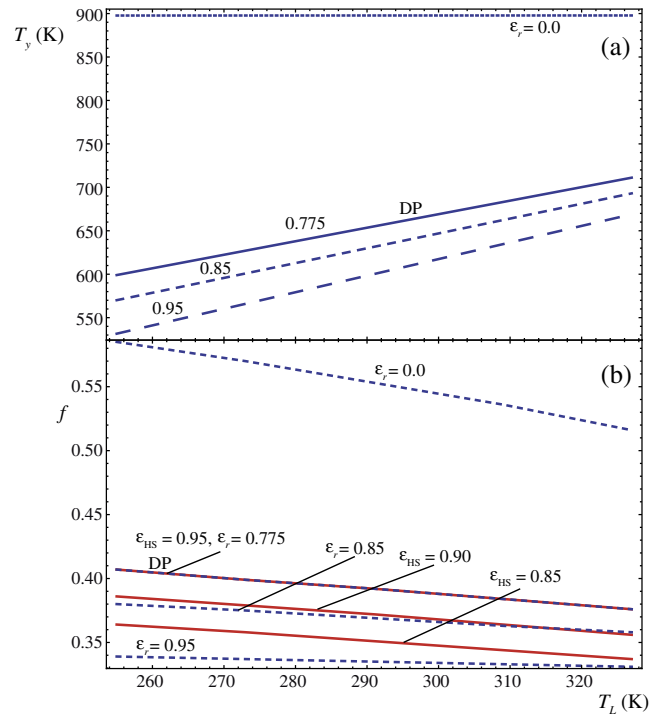 900
T_y (K)
ε_r = 0.0
(a)
850
800
750
700
DP
0.775
650
0.85
600
0.95
550
(b)
ε_r = 0.0
0.55
f
0.50
0.45
ε_HS = 0.95, ε_r = 0.775
ε_r = 0.85
ε_HS = 0.90
DP
ε_HS = 0.85
0.40
ε_r = 0.95
0.35
260 270 280 290 300 310 320
T_L (K)